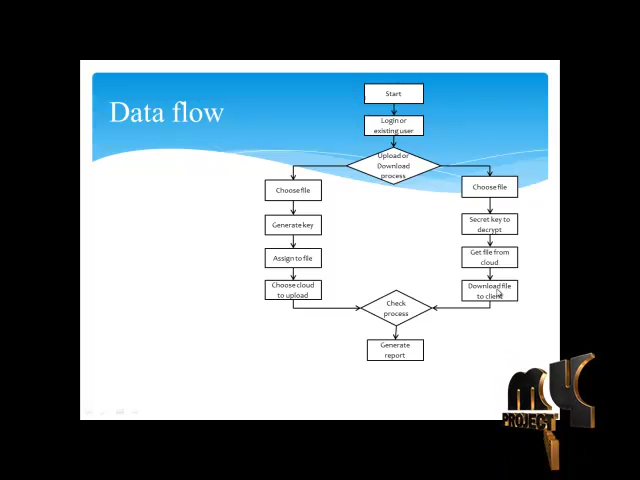 Data flow
Start
Login or
existing user
Upload or
Download
process
Choose file
Generate key
Assign to file
Choose cloud
to upload
Choose file
Secret key to
decrypt
Get file from
cloud
Download file
to client
Check
process
Generate
report
my
PROJECT